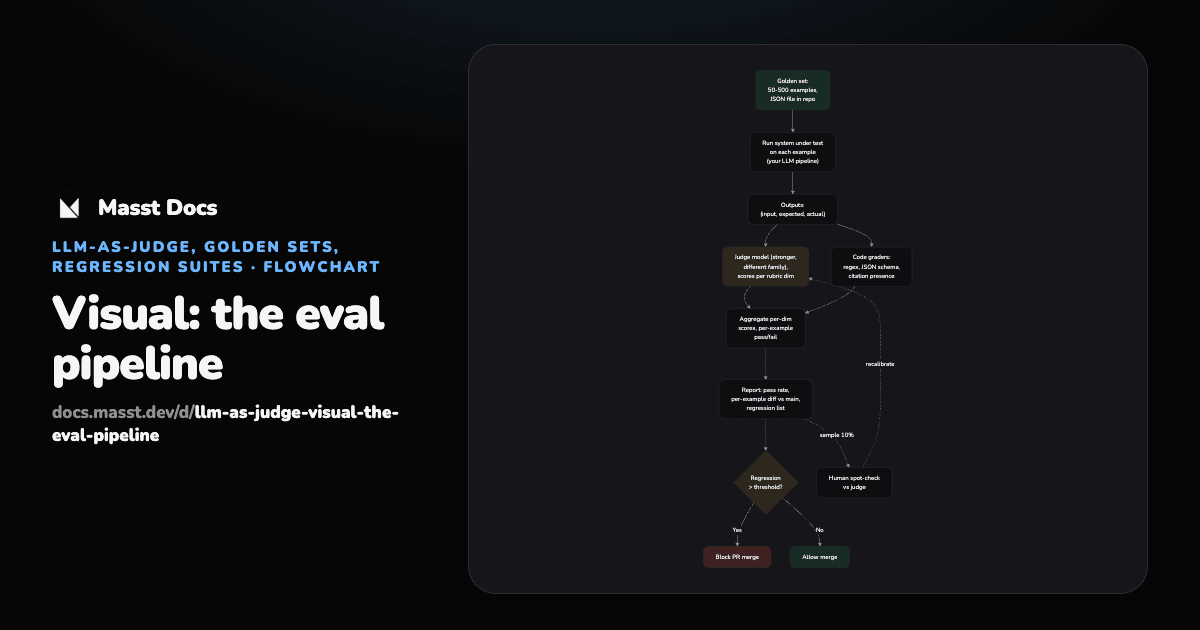 Masst Docs
LLM-AS-JUDGE, GOLDEN SETS,
REGRESSION SUITES · FLOWCHART
Visual: the eval
pipeline
docs.masst.dev/d/llm-as-judge-visual-the-
eval-pipeline
Golden set:
50-500 examples,
JSON file in repo
Run system under test
on each example
(your LLM pipeline)
Outputs:
(input, expected, actual)
Judge model (stronger,
different family),
scores per rubric dim
Code graders:
regex, JSON schema,
citation presence
Aggregate per-dim
scores, per-example
pass/fail
recalibrate
Report: pass rate,
per-example diff vs main,
regression list
sample 10%
Regression
> threshold?
Human spot-check
vs judge
Yes
No
Block PR merge
Allow merge